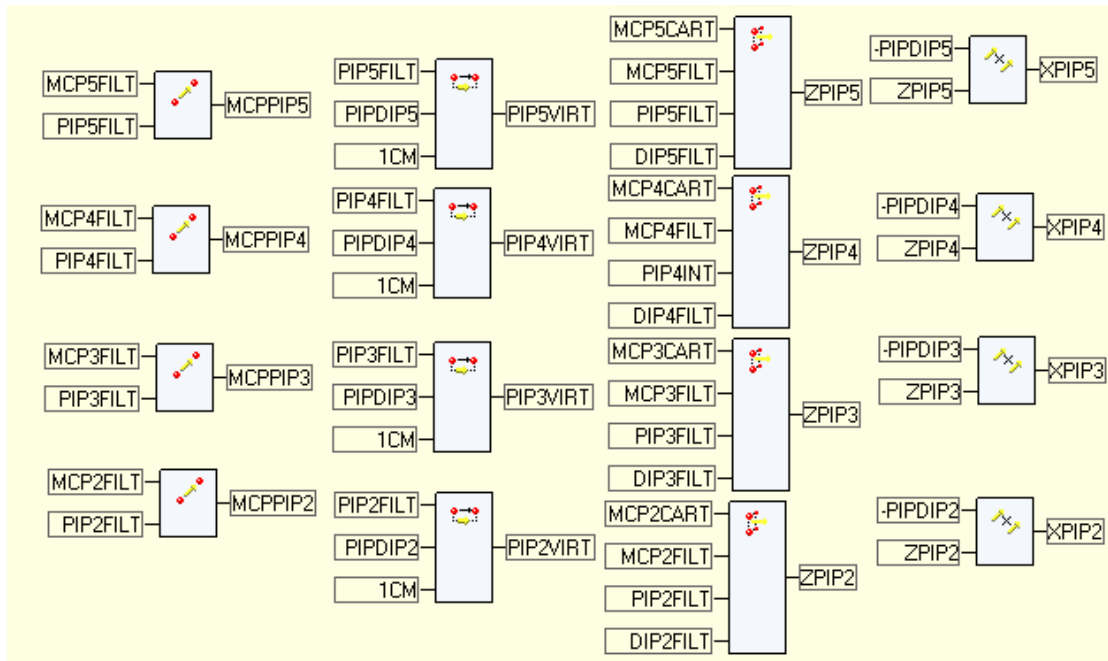 MCP5FILT
PIP5FILT
MCPPIP5
MCP4FILT
PIP4FILT
MCPPIP4
MCP3FILT
PIP3FILT
MCPPIP3
MCP2FILT
PIP2FILT
MCPPIP2
PIP5FILT
PIPDIP5
1CM
PIP5VIRT
PIP4FILT
PIPDIP4
1CM
PIP4VIRT
PIP3FILT
PIPDIP3
1CM
PIP3VIRT
PIP2FILT
PIPDIP2
1CM
PIP2VIRT
MCP5CART
MCP5FILT
PIP5FILT
DIP5FILT
ZPIP5
MCP4CART
MCP4FILT
PIP4INT
DIP4FILT
ZPIP4
MCP3CART
MCP3FILT
PIP3FILT
DIP3FILT
ZPIP3
MCP2CART
MCP2FILT
PIP2FILT
DIP2FILT
ZPIP2
-PIPDIP5
ZPIP5
XPIP5
-PIPDIP4
ZPIP4
XPIP4
-PIPDIP3
ZPIP3
XPIP3
-PIPDIP2
ZPIP2
XPIP2